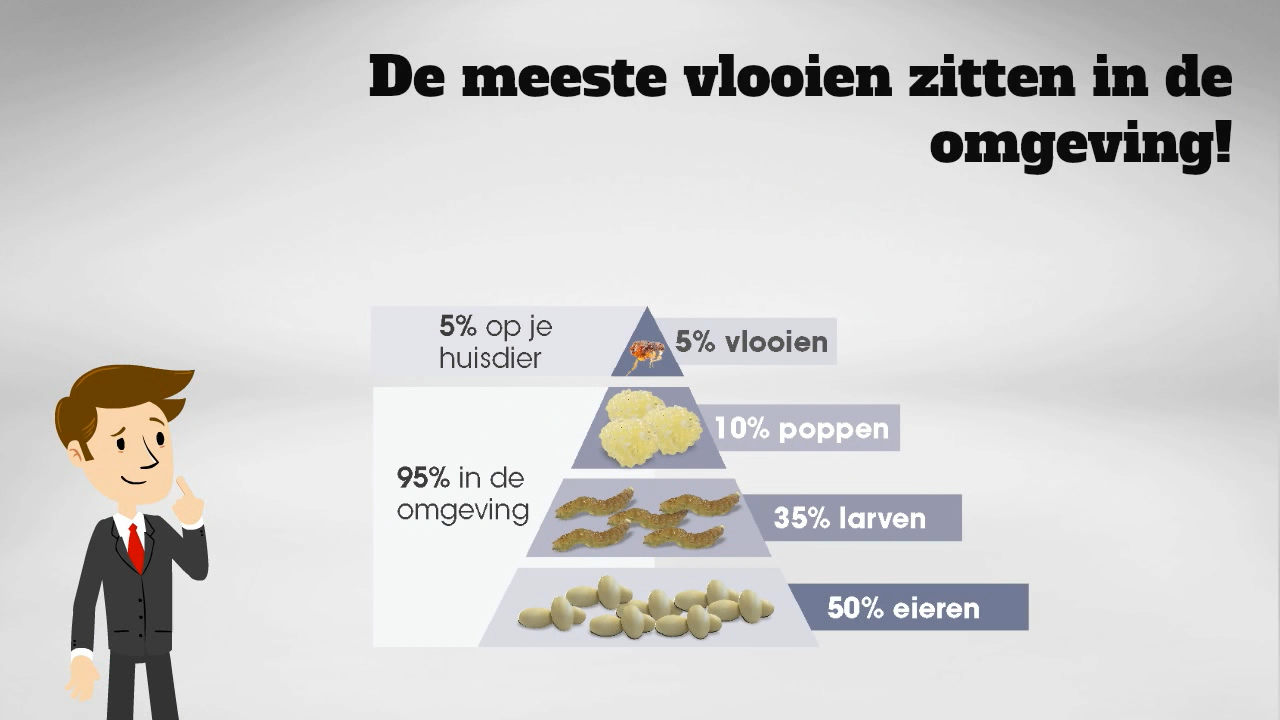 De meeste vlooien zitten in de
omgeving!
5% op je
huisdier
5% vlooien
10% poppen
95% in de
omgeving
35% larven
50% eieren